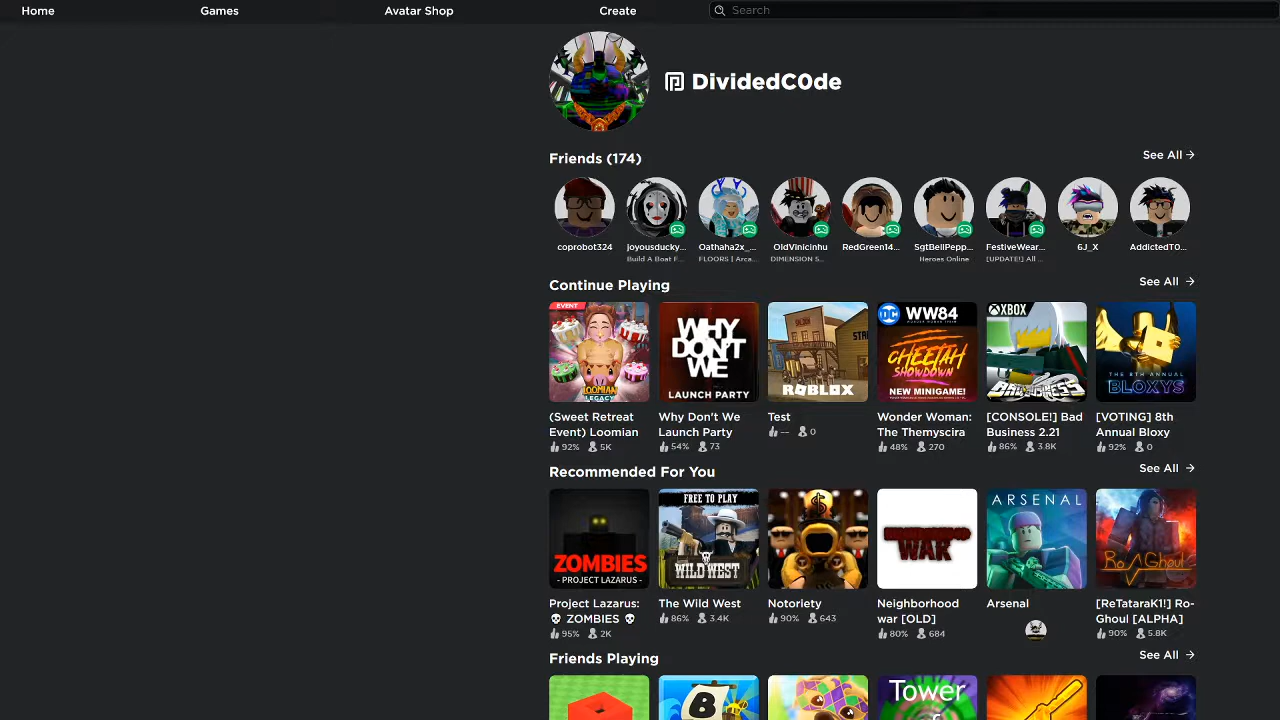 Home Games Avatar Shop Create Search
DividedC0de
Friends (174) See All
coprobot324 joyousducky... Oathaha2x_... OldVinicinhu RedGreen14... SgtBellPepp... FestiveWear... 6J_X AddictedT0...
Build A Boat F... FLOORS | Arca... DIMENSION S... Heroes Online [UPDATE!] All ...
Continue Playing See All
EVENT
LOOMIAN
LEGACY
WHY
DON'T
WE
LAUNCH PARTY
ROBLOX
DC WW84
CHEETAH
SHOWDOWN
NEW MINIGAME!
XBOX
BAD BUSINESS
THE 8TH ANNUAL
BLOXYS
(Sweet Retreat Why Don't We Test Wonder Woman: [CONSOLE!] Bad [VOTING] 8th
Event) Loomian Launch Party The Themyscira Business 2.21 Annual Bloxy
92% 5K 54% 73 -- 0 48% 270 86% 3.8K 92% 0
Recommended For You See All
ZOMBIES
- PROJECT LAZARUS -
FREE TO PLAY
WILD WEST
WAR
ARSENAL
Ro Ghoul
Project Lazarus: The Wild West Notoriety Neighborhood Arsenal [ReTataraK1!] Ro-
💀 ZOMBIES 💀 war [OLD] Ghoul [ALPHA]
95% 2K 86% 3.4K 90% 643 80% 684 90% 5.8K
Friends Playing See All
B
Tower